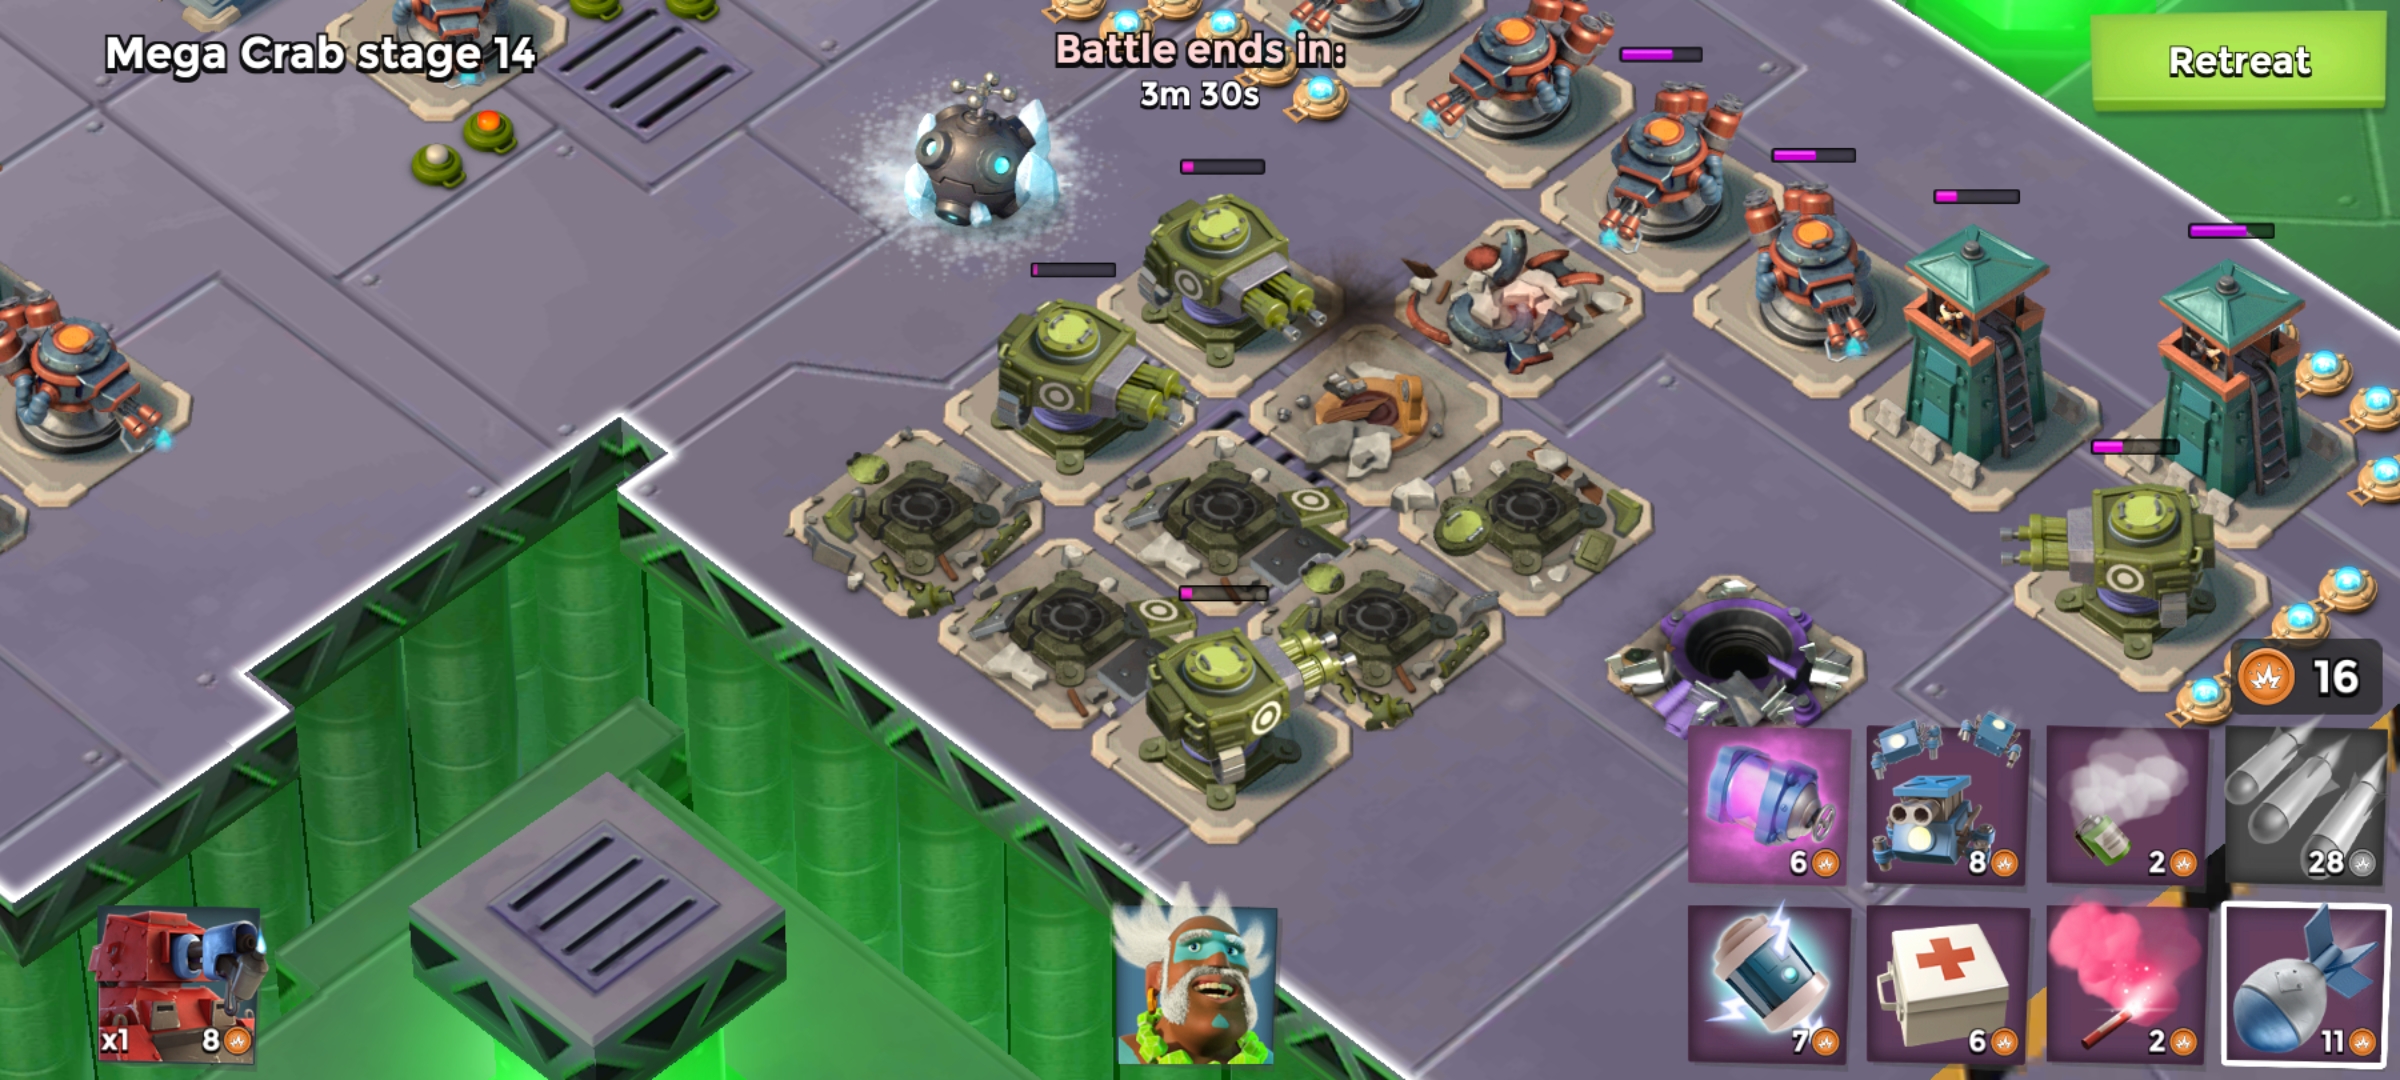 Mega Crab stage 14
Battle ends in:
3m 30s
Retreat
16
6
8
2
28
x1
8
7
6
2
11